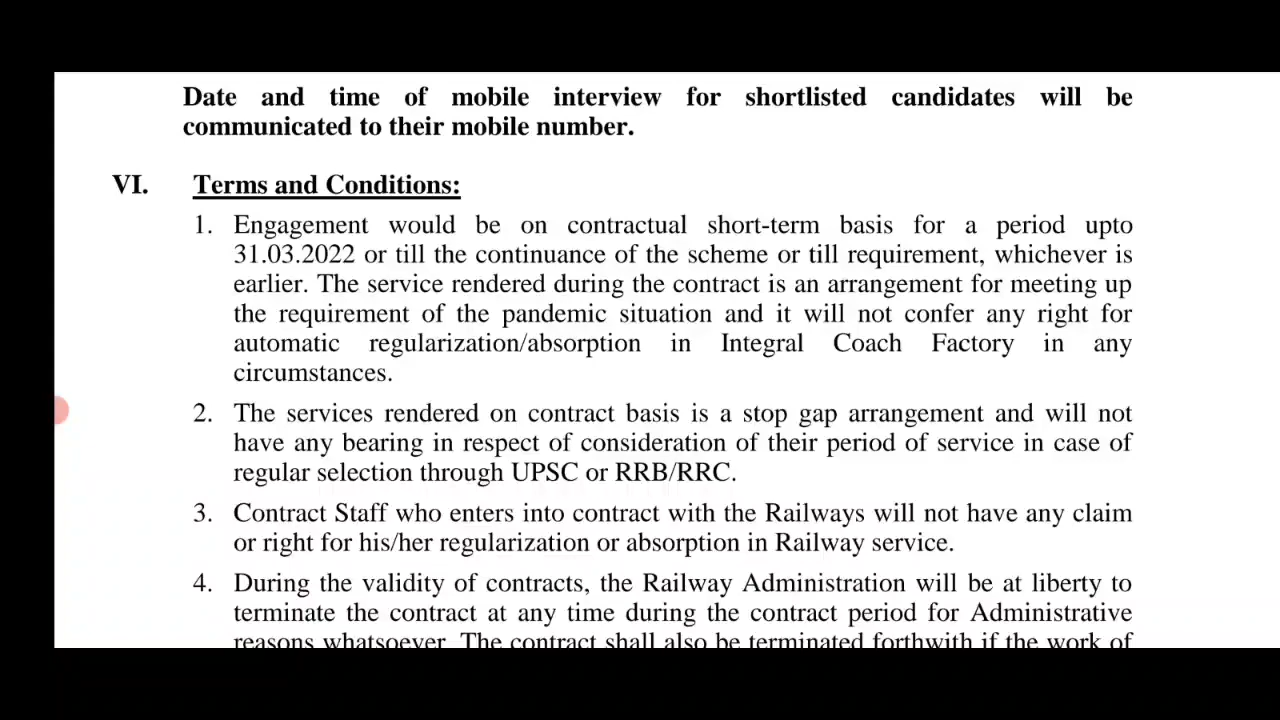 Date and time of mobile interview for shortlisted candidates will be
communicated to their mobile number.
VI. Terms and Conditions:
1. Engagement would be on contractual short-term basis for a period upto
31.03.2022 or till the continuance of the scheme or till requirement, whichever is
earlier. The service rendered during the contract is an arrangement for meeting up
the requirement of the pandemic situation and it will not confer any right for
automatic regularization/absorption in Integral Coach Factory in any
circumstances.
2. The services rendered on contract basis is a stop gap arrangement and will not
have any bearing in respect of consideration of their period of service in case of
regular selection through UPSC or RRB/RRC.
3. Contract Staff who enters into contract with the Railways will not have any claim
or right for his/her regularization or absorption in Railway service.
4. During the validity of contracts, the Railway Administration will be at liberty to
terminate the contract at any time during the contract period for Administrative
reasons whatsoever. The contract shall also be terminated forthwith if the work of